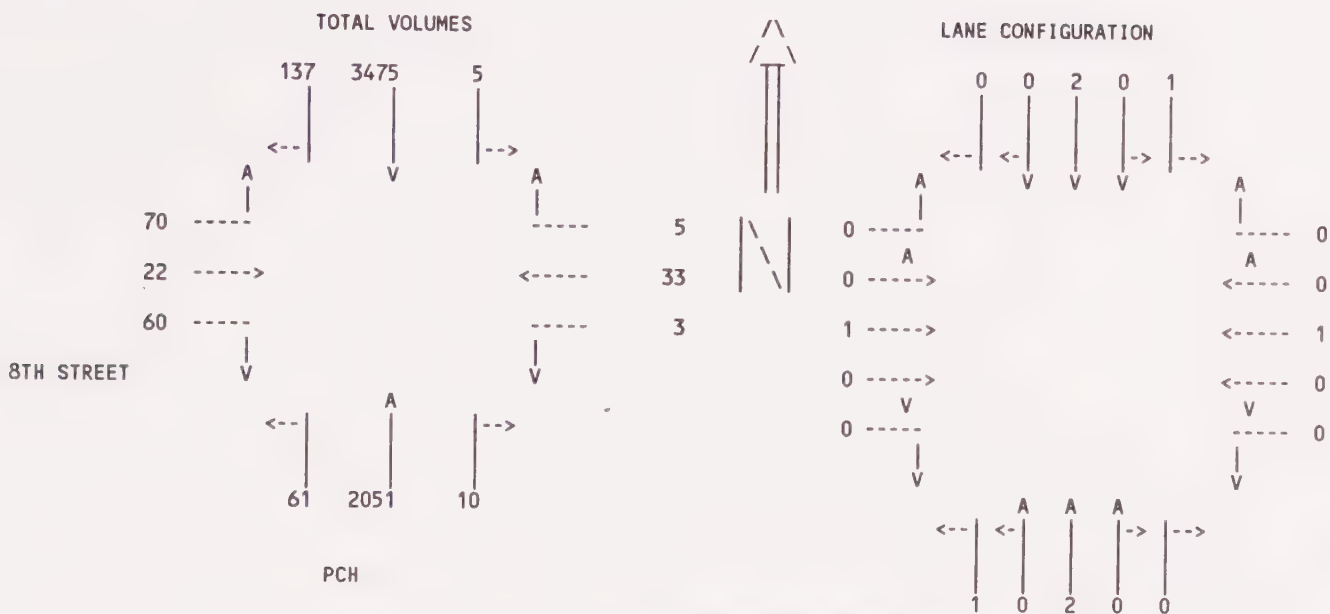 TOTAL VOLUMES
LANE CONFIGURATION
137 3475 5
0 0 2 0 1
<-- -->
<-- <- -> -->
A V A
V V V
A A
70 ----- ----- 5
0 ----- ----- 0
A A
22 -----> <----- 33
0 -----> <----- 0
60 ----- ----- 3
1 -----> <----- 1
8TH STREET
V V
0 -----> <----- 0
A
V V
<-- -->
0 ----- ----- 0
V V
61 2051 10
A A A
<-- <- -> -->
PCH
1 0 2 0 0
N